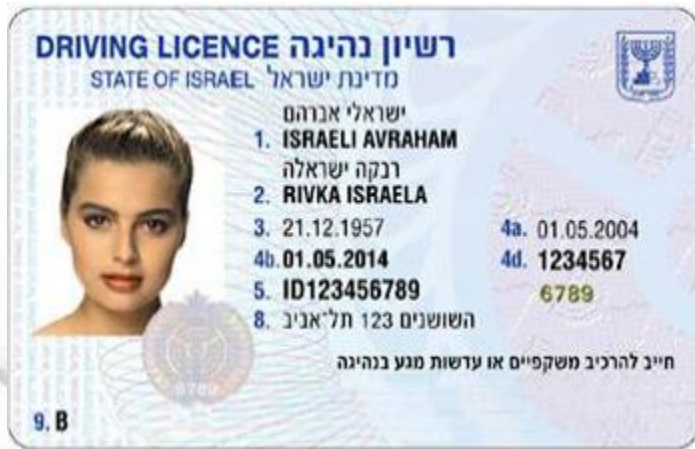 DRIVING LICENCE רשיון נהיגה
STATE OF ISRAEL מדינת ישראל
ישראלי אברהם
1. ISRAELI AVRAHAM
רבקה ישראלה
2. RIVKA ISRAELA
3. 21.12.1957 4a. 01.05.2004
4b. 01.05.2014 4d. 1234567
5. ID123456789 6789
8. השושנים 123 תל־אביב
6789
חייב להרכיב משקפיים או עדשות מגע בנהיגה
9. B